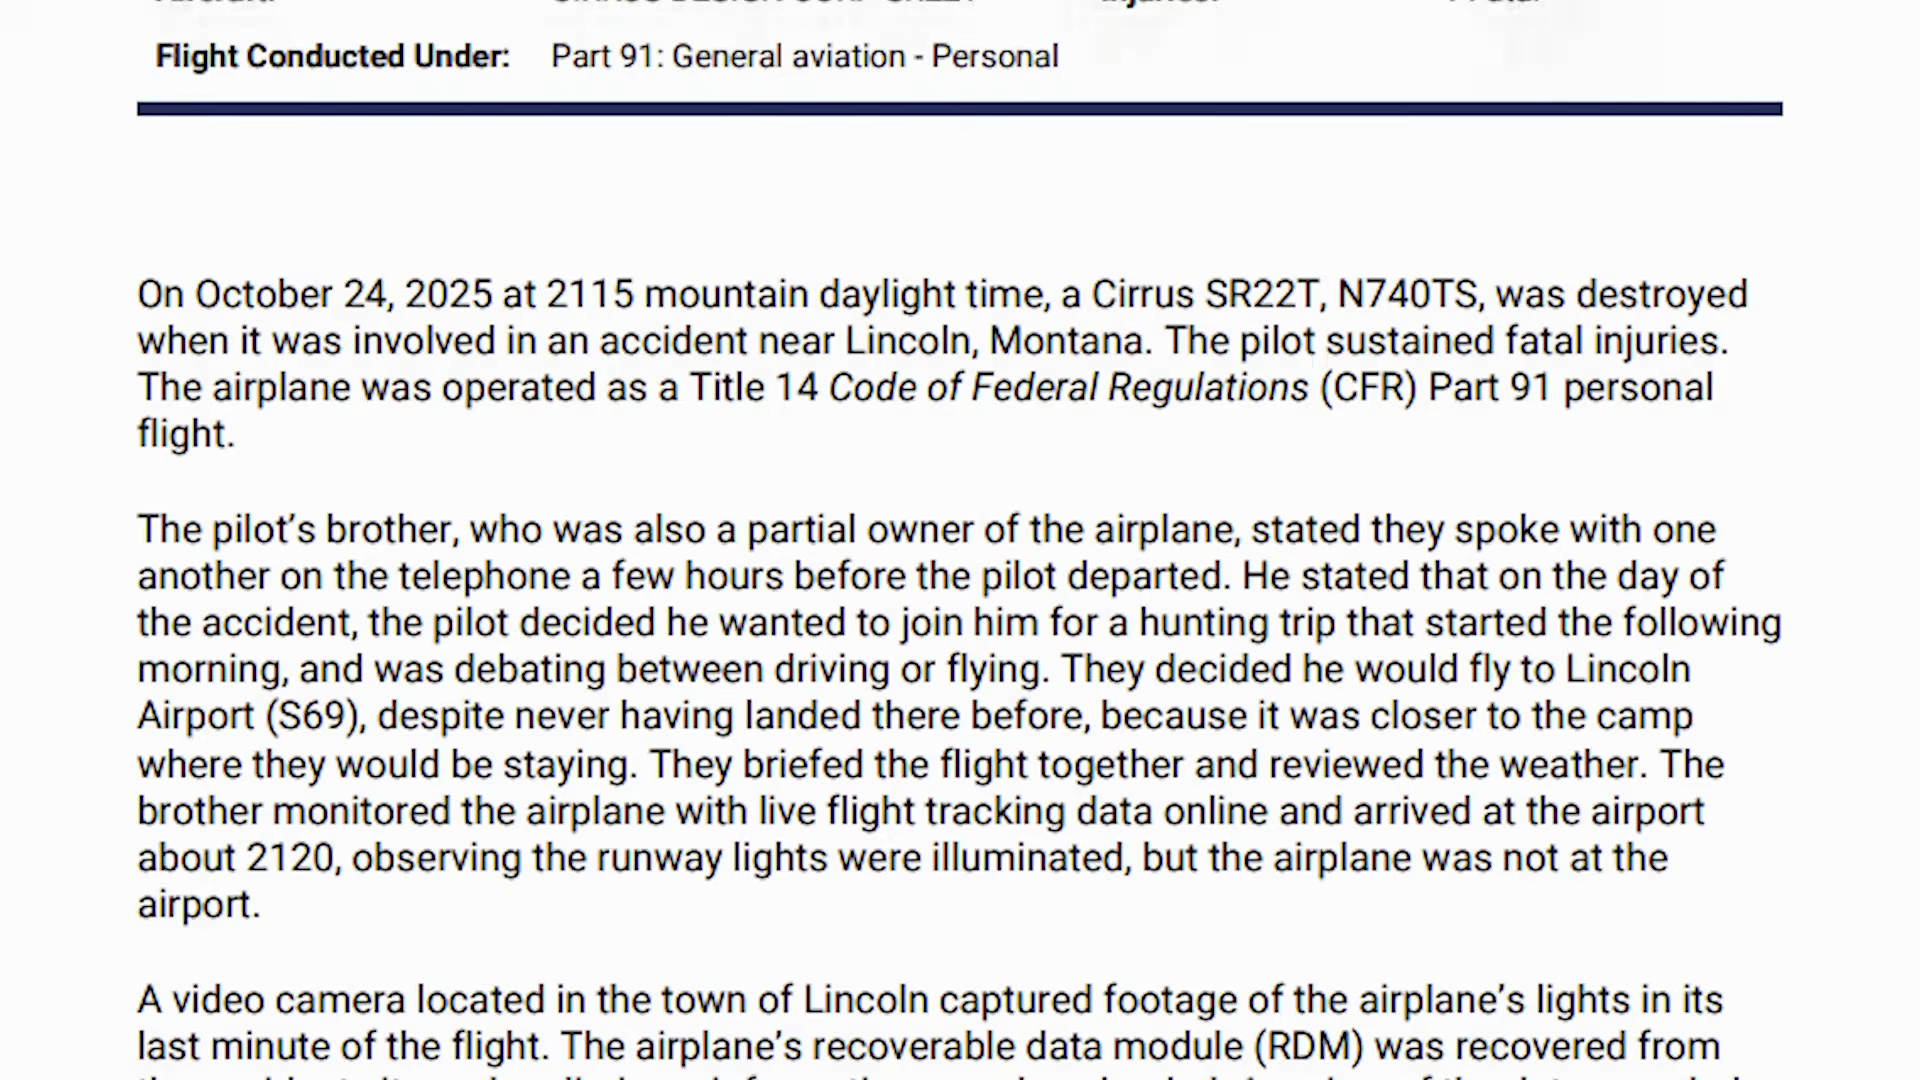 Flight Conducted Under: Part 91: General aviation - Personal
On October 24, 2025 at 2115 mountain daylight time, a Cirrus SR22T, N740TS, was destroyed
when it was involved in an accident near Lincoln, Montana. The pilot sustained fatal injuries.
The airplane was operated as a Title 14 Code of Federal Regulations (CFR) Part 91 personal
flight.
The pilot’s brother, who was also a partial owner of the airplane, stated they spoke with one
another on the telephone a few hours before the pilot departed. He stated that on the day of
the accident, the pilot decided he wanted to join him for a hunting trip that started the following
morning, and was debating between driving or flying. They decided he would fly to Lincoln
Airport (S69), despite never having landed there before, because it was closer to the camp
where they would be staying. They briefed the flight together and reviewed the weather. The
brother monitored the airplane with live flight tracking data online and arrived at the airport
about 2120, observing the runway lights were illuminated, but the airplane was not at the
airport.
A video camera located in the town of Lincoln captured footage of the airplane’s lights in its
last minute of the flight. The airplane’s recoverable data module (RDM) was recovered from